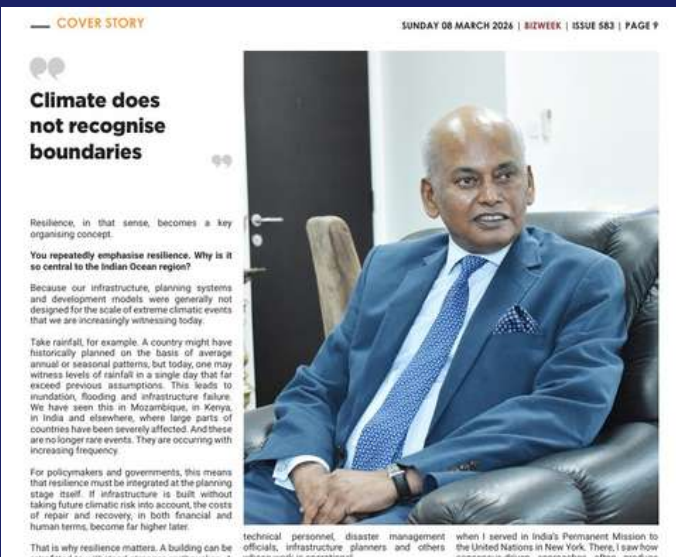 COVER STORY
SUNDAY 08 MARCH 2026 | BIZWEEK | ISSUE 583 | PAGE 9
Climate does
not recognise
boundaries
Resilience, in that sense, becomes a key
organising concept.
You repeatedly emphasise resilience. Why is it
so central to the Indian Ocean region?
Because our infrastructure, planning systems
and development models were generally not
designed for the scale of extreme climatic events
that we are increasingly witnessing today.
Take rainfall, for example. A country might have
historically planned on the basis of average
annual or seasonal patterns, but today, one may
witness levels of rainfall in a single day that far
exceed previous assumptions. This leads to
inundation, flooding and infrastructure failure.
We have seen this in Mozambique, in Kenya,
in India and elsewhere, where large parts of
countries have been severely affected. And these
are no longer rare events. They are occurring with
increasing frequency.
For policymakers and governments, this means
that resilience must be integrated at the planning
stage itself. If infrastructure is built without
taking future climatic risk into account, the costs
of repair and recovery, in both financial and
human terms, become far higher later.
That is why resilience matters. A building can be
technical personnel, disaster management
officials, infrastructure planners and others
when I served in India's Permanent Mission to
the United Nations in New York. There, I saw how